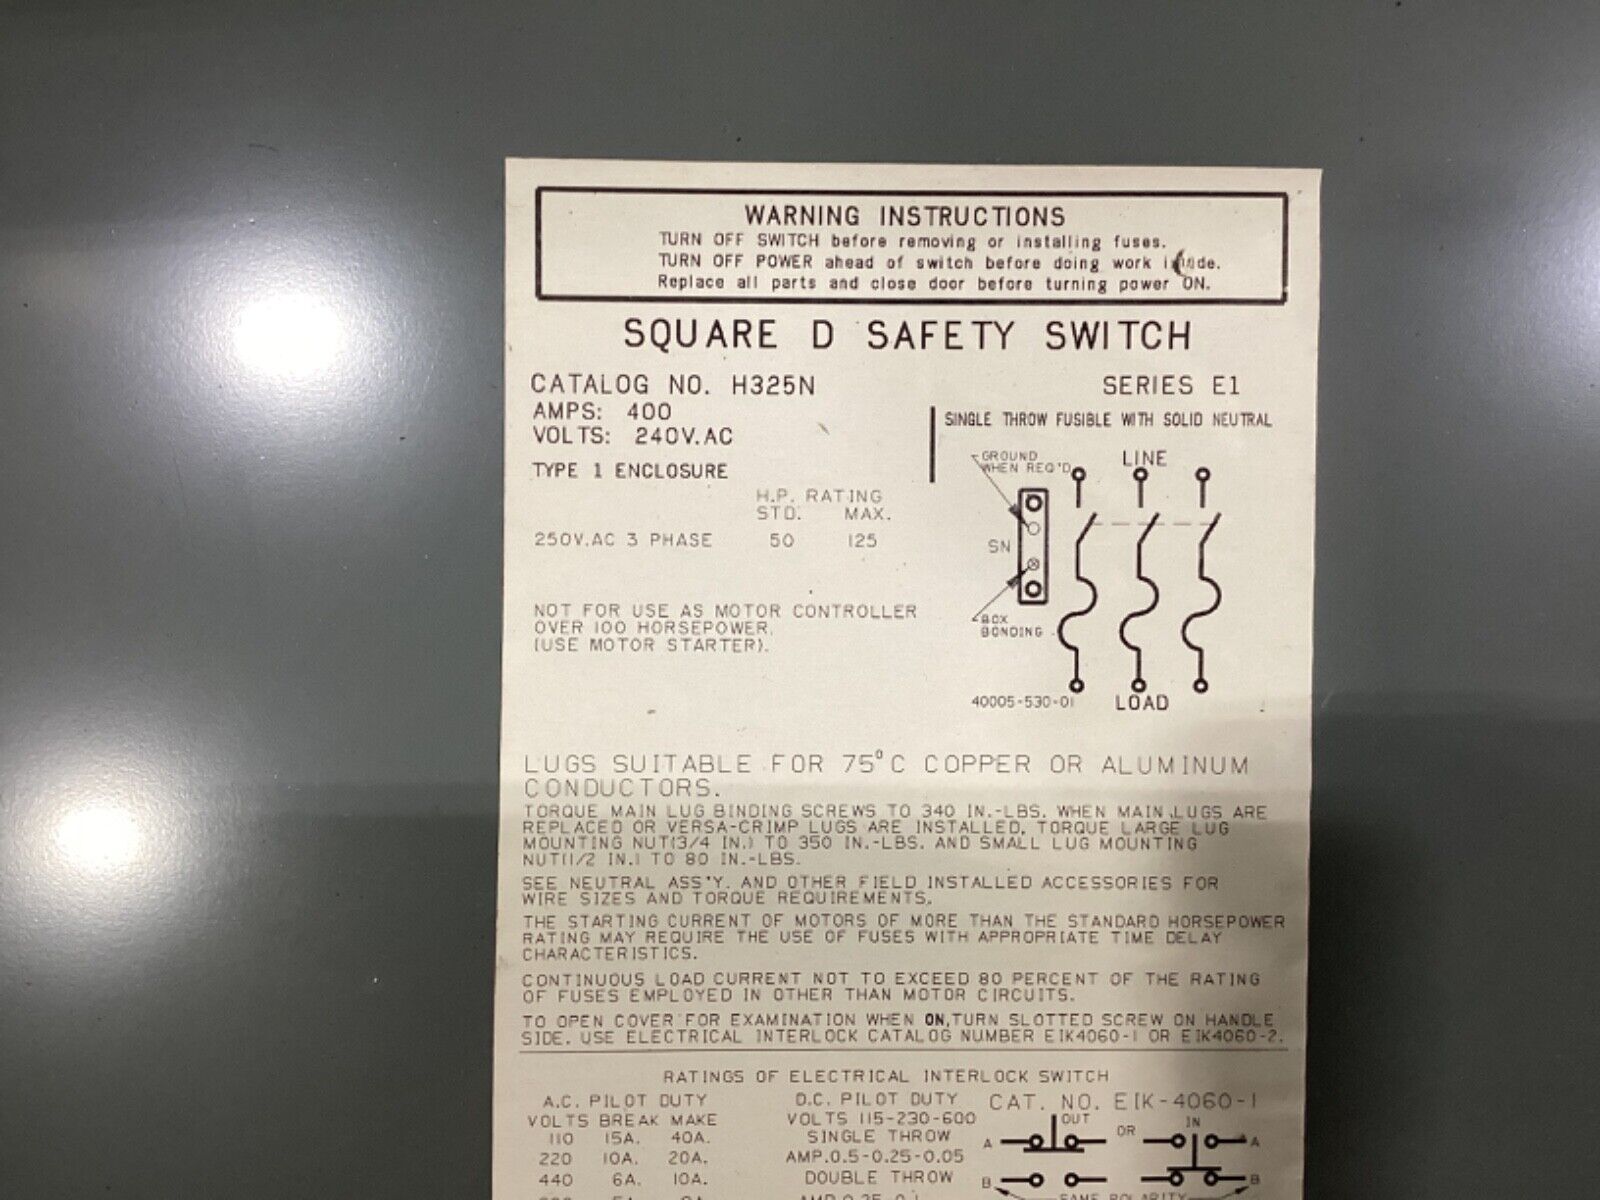 WARNING INSTRUCTIONS
TURN OFF SWITCH before removing or installing fuses.
TURN OFF POWER ahead of switch before doing work
Replace all parts and close door before turning power ON.
SQUARE D SAFETY SWITCH
CATALOG NO. H325N
SERIES E1
AMPS: 400
VOLTS: 240V.AC
TYPE 1 ENCLOSURE
SINGLE THROW FUSIBLE WITH SOLID NEUTRAL
GROUND
WHEN REQ'D
LINE
H.P. RATING
STD. MAX.
250V.AC 3 PHASE 50 125
SN
NOT FOR USE AS MOTOR CONTROLLER
OVER 100 HORSEPOWER.
(USE MOTOR STARTER).
BOX
BONDING
40005-530-01
LOAD
LUGS SUITABLE FOR 75°C COPPER OR ALUMINUM
CONDUCTORS.
TORQUE MAIN LUG BINDING SCREWS TO 340 IN.-LBS. WHEN MAIN LUGS ARE
REPLACED OR VERSA-CRIMP LUGS ARE INSTALLED, TORQUE LARGE LUG
MOUNTING NUT(3/4 IN.) TO 350 IN.-LBS. AND SMALL LUG MOUNTING
NUT(1/2 IN.) TO 80 IN.-LBS.
SEE NEUTRAL ASS'Y. AND OTHER FIELD INSTALLED ACCESSORIES FOR
WIRE SIZES AND TORQUE REQUIREMENTS.
THE STARTING CURRENT OF MOTORS OF MORE THAN THE STANDARD HORSEPOWER
RATING MAY REQUIRE THE USE OF FUSES WITH APPROPRIATE TIME DELAY
CHARACTERISTICS.
CONTINUOUS LOAD CURRENT NOT TO EXCEED 80 PERCENT OF THE RATING
OF FUSES EMPLOYED IN OTHER THAN MOTOR CIRCUITS.
TO OPEN COVER FOR EXAMINATION WHEN ON, TURN SLOTTED SCREW ON HANDLE
SIDE. USE ELECTRICAL INTERLOCK CATALOG NUMBER EIK4060-1 OR EIK4060-2.
RATINGS OF ELECTRICAL INTERLOCK SWITCH
A.C. PILOT DUTY
VOLTS BREAK MAKE
110 15A. 40A.
220 10A. 20A.
440 6A. 10A.
D.C. PILOT DUTY
VOLTS 115-230-600
SINGLE THROW
AMP.0.5-0.25-0.05
DOUBLE THROW
CAT. NO. EIK-4060-1
OUT
OR
IN
A
A
B
B
SAME POLARITY